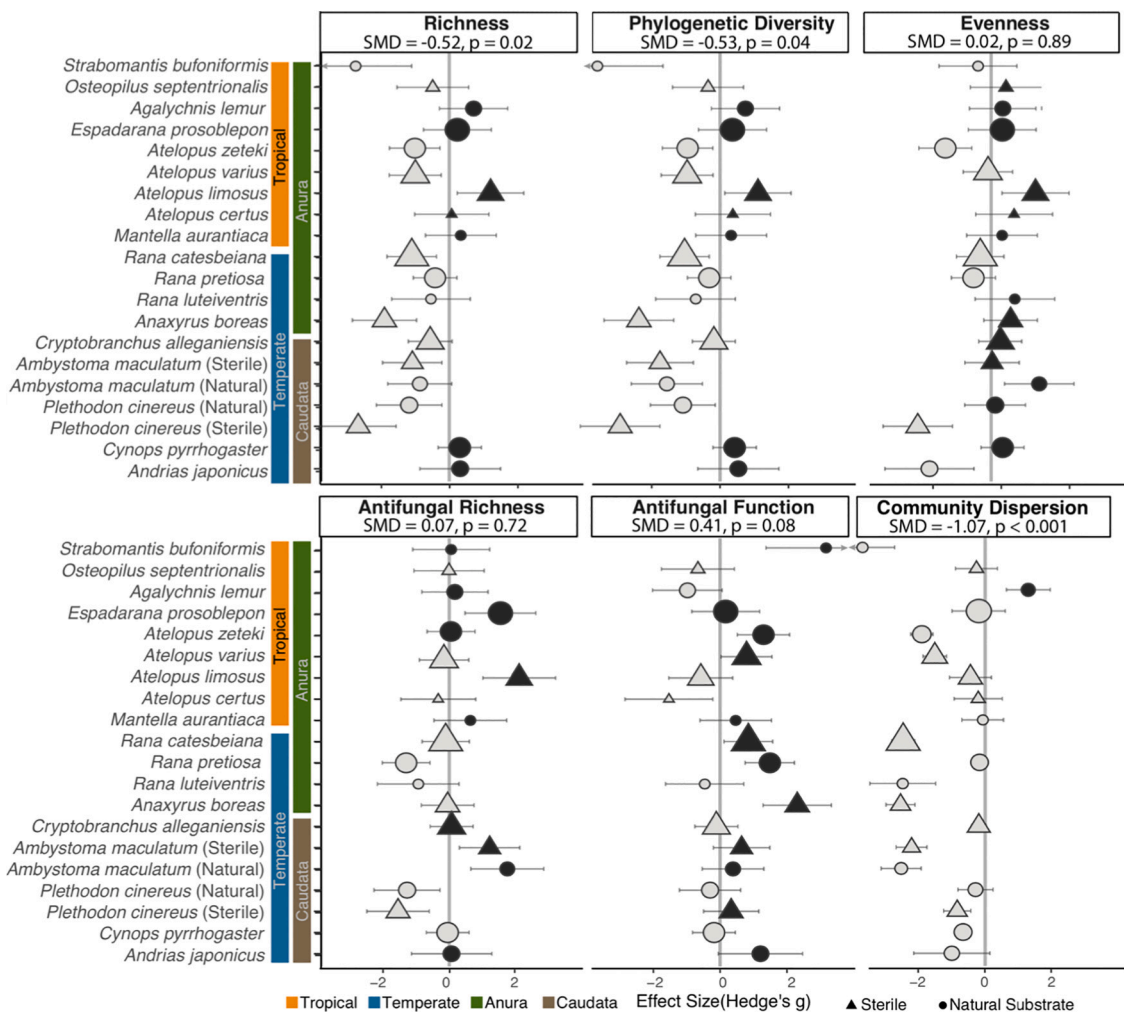 Richness
SMD = -0.52, p = 0.02
Phylogenetic Diversity
SMD = -0.53, p = 0.04
Evenness
SMD = 0.02, p = 0.89
Strabomantis bufoniformis
Osteopilus septentrionalis
Agalychnis lemur
Espadarana prosoblepon
Atelopus zeteki
Atelopus varius
Atelopus limosus
Atelopus certus
Mantella aurantiaca
Rana catesbeiana
Rana pretiosa
Rana luteiventris
Anaxyrus boreas
Cryptobranchus alleganiensis
Ambystoma maculatum (Sterile)
Ambystoma maculatum (Natural)
Plethodon cinereus (Natural)
Plethodon cinereus (Sterile)
Cynops pyrrhogaster
Andrias japonicus
Tropical
Temperate
Anura
Caudata
Antifungal Richness
SMD = 0.07, p = 0.72
Antifungal Function
SMD = 0.41, p = 0.08
Community Dispersion
SMD = -1.07, p < 0.001
Strabomantis bufoniformis
Osteopilus septentrionalis
Agalychnis lemur
Espadarana prosoblepon
Atelopus zeteki
Atelopus varius
Atelopus limosus
Atelopus certus
Mantella aurantiaca
Rana catesbeiana
Rana pretiosa
Rana luteiventris
Anaxyrus boreas
Cryptobranchus alleganiensis
Ambystoma maculatum (Sterile)
Ambystoma maculatum (Natural)
Plethodon cinereus (Natural)
Plethodon cinereus (Sterile)
Cynops pyrrhogaster
Andrias japonicus
Tropical
Temperate
Anura
Caudata
−2 0 2 −2 0 2 −2 0 2
Tropical Temperate Anura Caudata Effect Size(Hedge's g) Sterile Natural Substrate